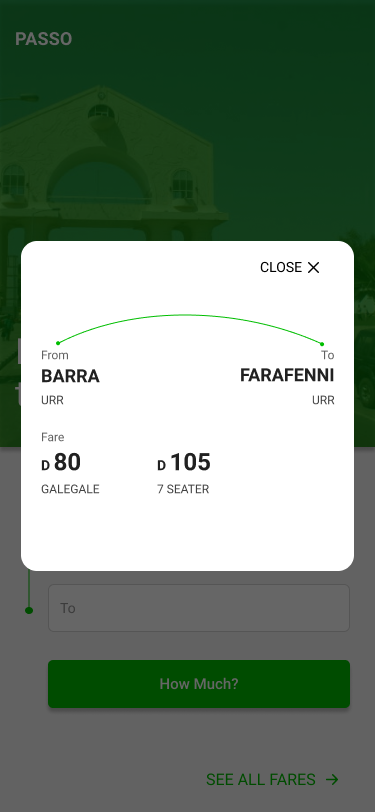 PASSO
CLOSE
From
To
BARRA
FARAFENNI
URR
URR
Fare
D 80
D 105
GALEGALE
7 SEATER
To
How Much?
SEE ALL FARES